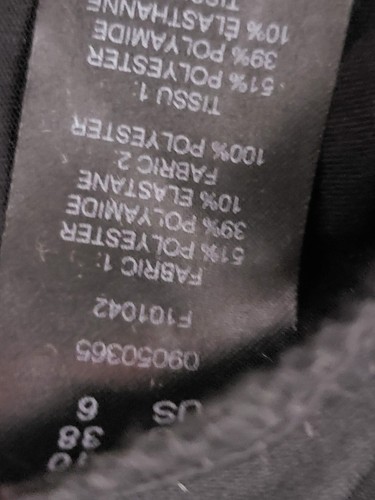 38
US 6
09050365
F101042
FABRIC 1:
51% POLYESTER
39% POLYAMIDE
10% ELASTANE
FABRIC 2:
100% POLYESTER
TISSU 1:
51% POLYESTER
39% POLYAMIDE
10% ELASTHANNE